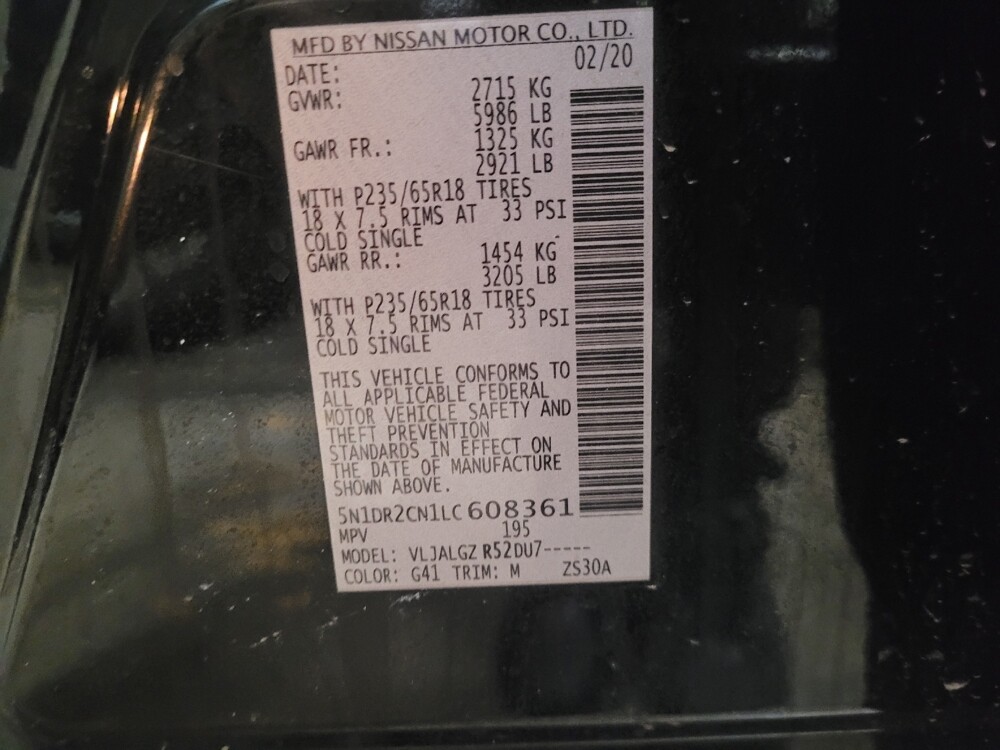 MFD BY NISSAN MOTOR CO., LTD.
DATE: 02/20
GVWR: 2715 KG
5986 LB
GAWR FR.: 1325 KG
2921 LB
WITH P235/65R18 TIRES
18 X 7.5 RIMS AT 33 PSI
COLD SINGLE
GAWR RR.: 1454 KG
3205 LB
WITH P235/65R18 TIRES
18 X 7.5 RIMS AT 33 PSI
COLD SINGLE
THIS VEHICLE CONFORMS TO
ALL APPLICABLE FEDERAL
MOTOR VEHICLE SAFETY AND
THEFT PREVENTION
STANDARDS IN EFFECT ON
THE DATE OF MANUFACTURE
SHOWN ABOVE.
5N1DR2CN1LC608361
MPV 195
MODEL: VLJALGZ R52DU7-----
COLOR: G41 TRIM: M ZS30A